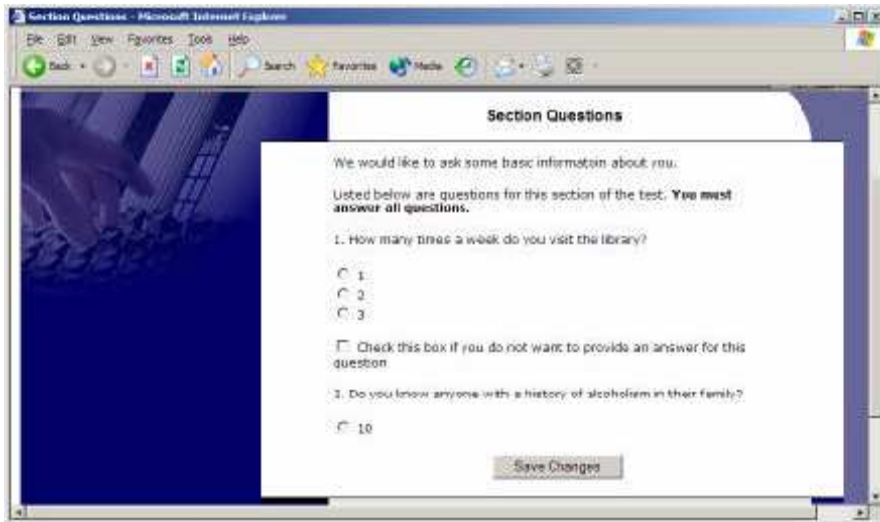 Section Questions - Microsoft Internet Explorer
File Edit View Favorites Tools Help
Back Search Favorites Media
Section Questions
We would like to ask some basic informatoin about you.
Listed below are questions for this section of the test. You must
answer all questions.
1. How many times a week do you visit the library?
1
2
3
Check this box if you do not want to provide an answer for this
question
2. Do you know anyone with a history of alcoholism in their family?
10
Save Changes